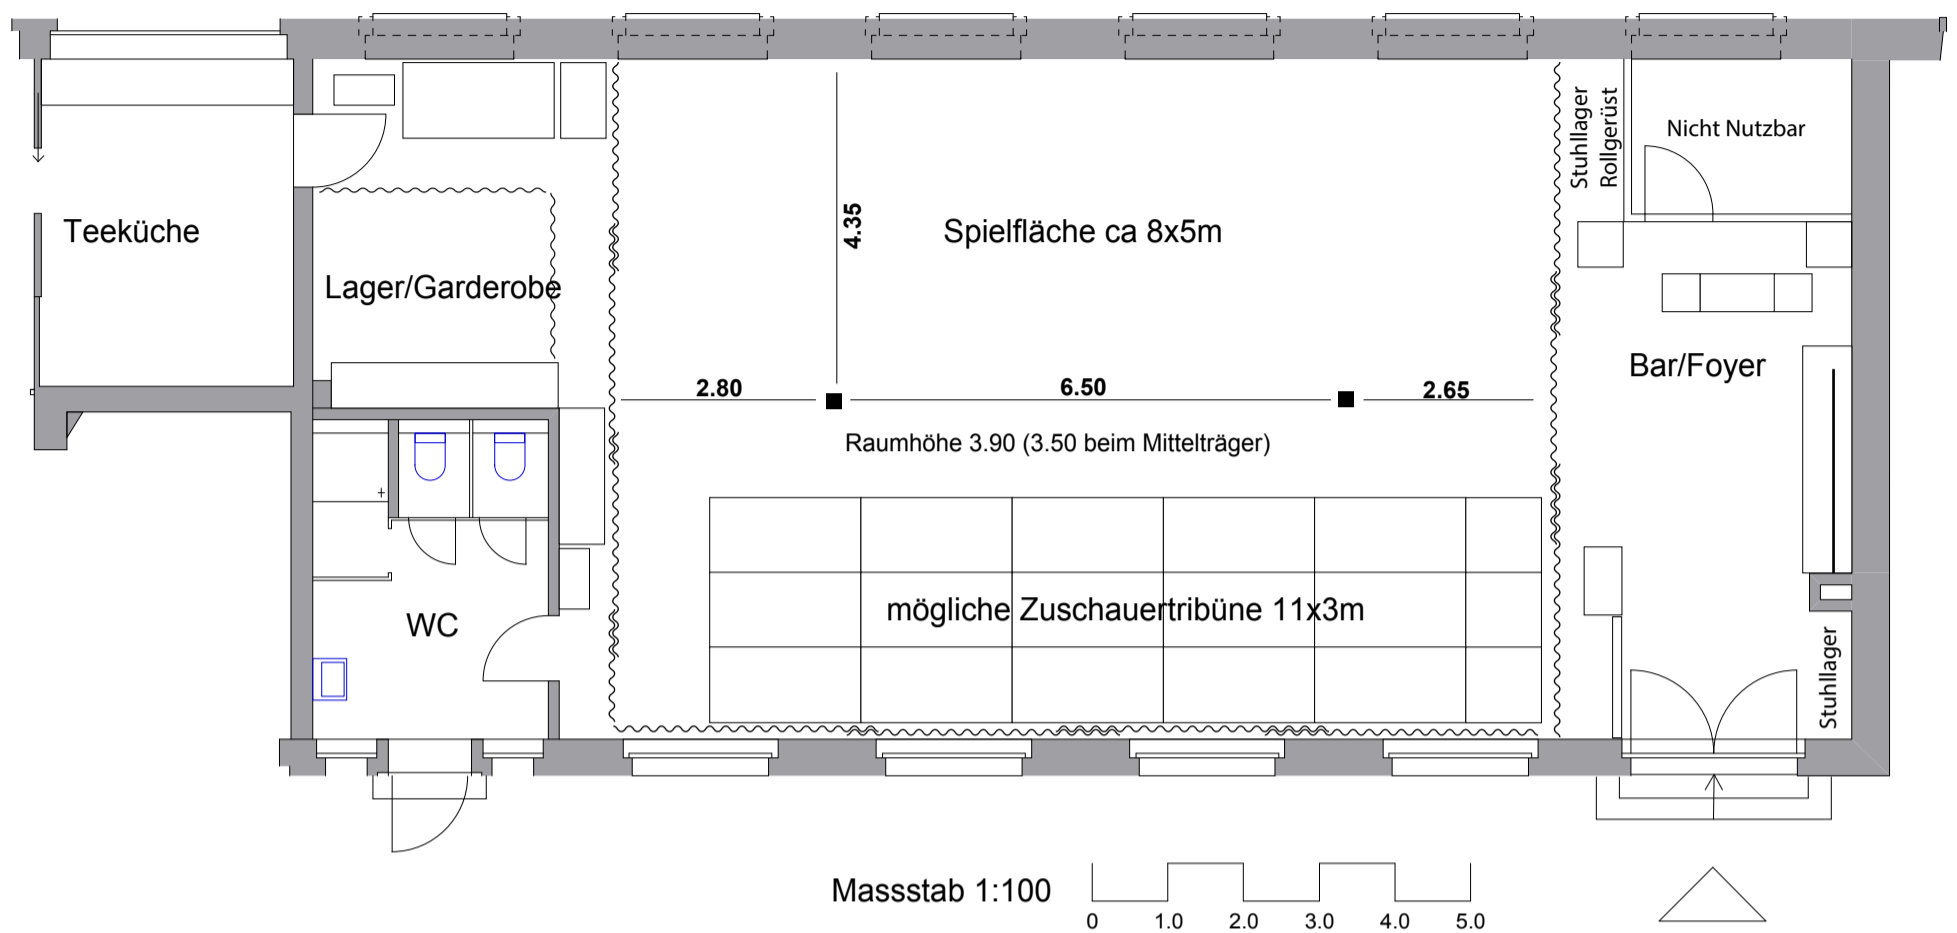 Stuhllager
Rollgerüst
Nicht Nutzbar
Teeküche
4.35
Spielfläche ca 8x5m
Lager/Garderobe
Bar/Foyer
2.80
6.50
2.65
Raumhöhe 3.90 (3.50 beim Mittelträger)
mögliche Zuschauertribüne 11x3m
WC
Stuhllager
Massstab 1:100
0 1.0 2.0 3.0 4.0 5.0